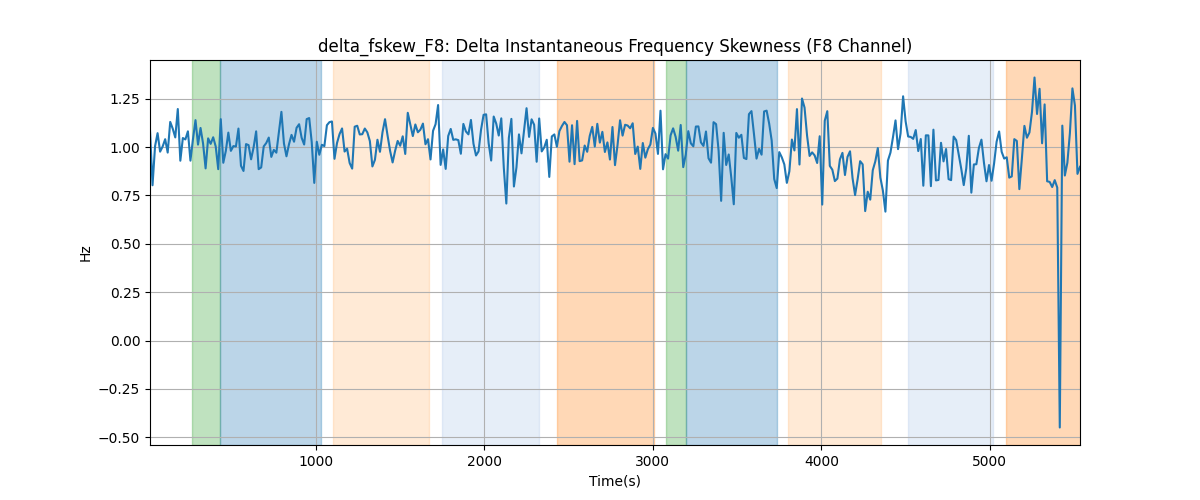 delta_fskew_F8: Delta Instantaneous Frequency Skewness (F8 Channel)
1.25
1.00
0.75
0.50
0.25
0.00
−0.25
−0.50
Hz
1000 2000 3000 4000 5000
Time(s)